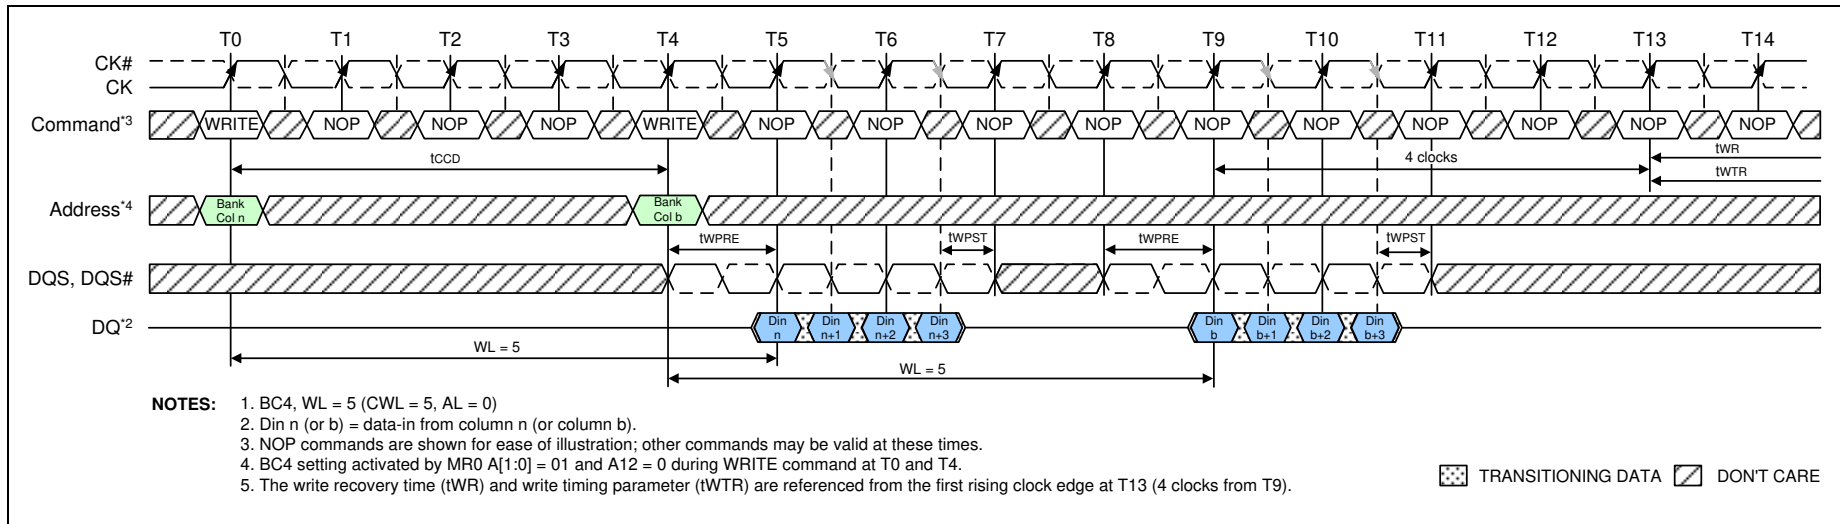 T0 T1 T2 T3 T4 T5 T6 T7 T8 T9 T10 T11 T12 T13 T14
CK#
CK
Command*3 WRITE NOP NOP NOP WRITE NOP NOP NOP NOP NOP NOP NOP NOP NOP NOP
tCCD 4 clocks tWR
tWTR
Address*4 Bank Col n Bank Col b
tWPRE tWPST tWPRE tWPST
DQS, DQS#
DQ*2 Din n Din n+1 Din n+2 Din n+3 Din b Din b+1 Din b+2 Din b+3
WL = 5
WL = 5
NOTES: 1. BC4, WL = 5 (CWL = 5, AL = 0)
2. Din n (or b) = data-in from column n (or column b).
3. NOP commands are shown for ease of illustration; other commands may be valid at these times.
4. BC4 setting activated by MR0 A[1:0] = 01 and A12 = 0 during WRITE command at T0 and T4.
5. The write recovery time (tWR) and write timing parameter (tWTR) are referenced from the first rising clock edge at T13 (4 clocks from T9).
TRANSITIONING DATA DON'T CARE